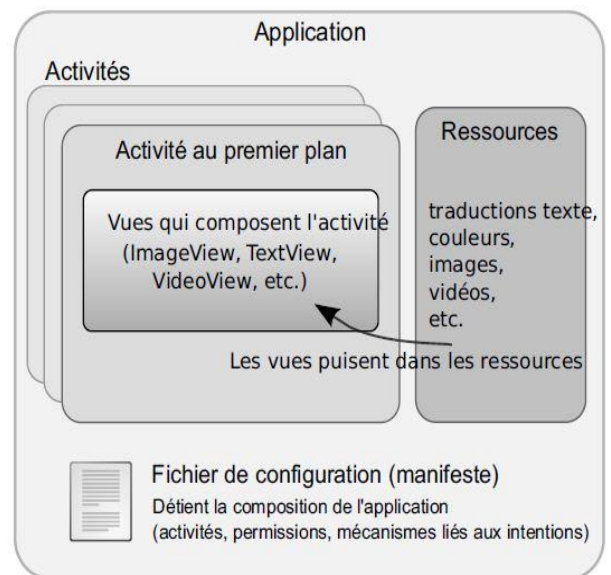 Application
Activités
Activité au premier plan
Vues qui composent l'activité
(ImageView, TextView,
VideoView, etc.)
Ressources
traductions texte,
couleurs,
images,
vidéos,
etc.
Les vues puisent dans les ressources
Fichier de configuration (manifeste)
Détient la composition de l'application
(activités, permissions, mécanismes liés aux intentions)